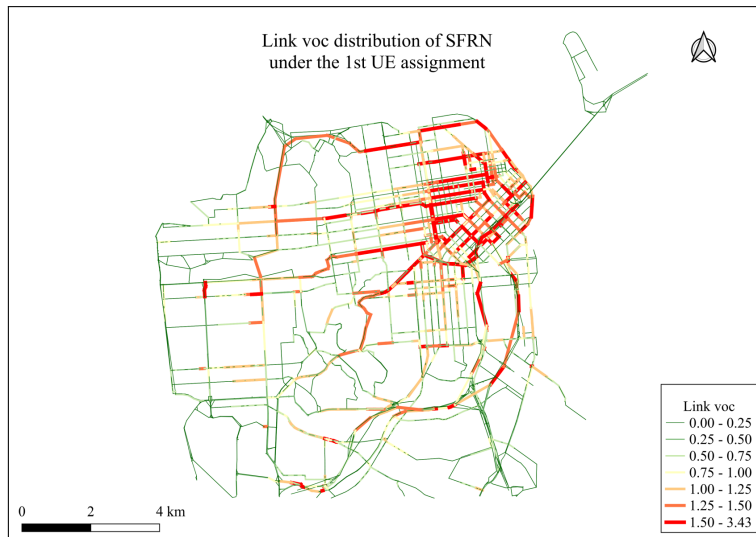 Link voc distribution of SFRN
under the 1st UE assignment
Link voc
0.00 - 0.25
0.25 - 0.50
0.50 - 0.75
0.75 - 1.00
1.00 - 1.25
1.25 - 1.50
1.50 - 3.43
0 2 4 km